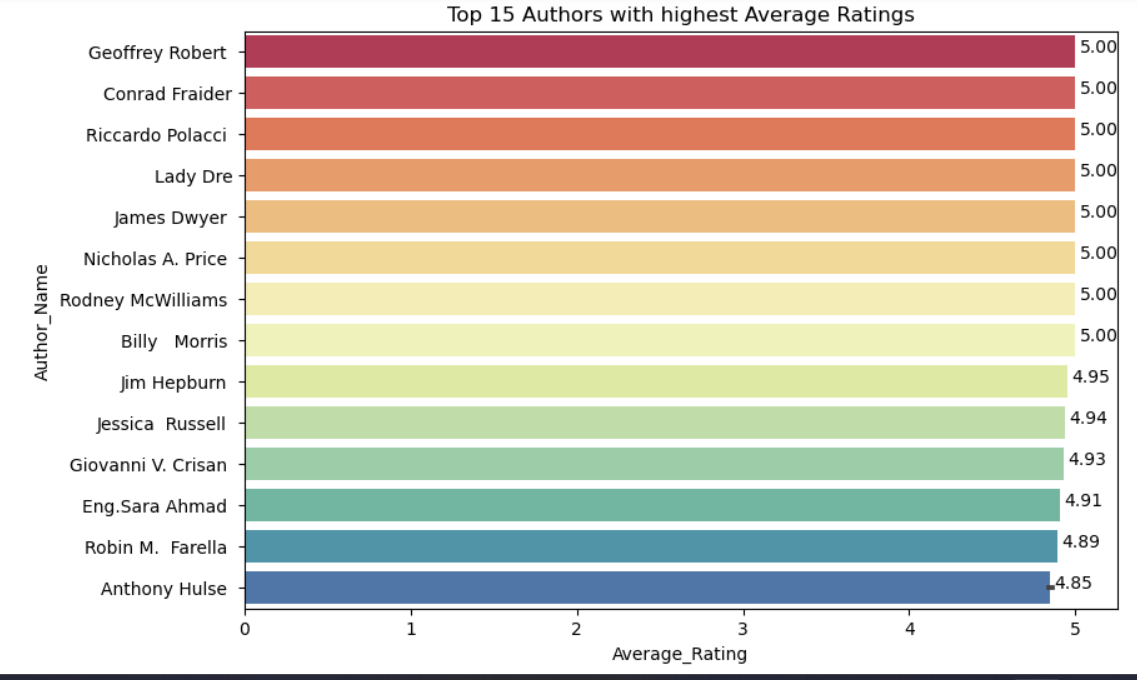 Top 15 Authors with highest Average Ratings
Geoffrey Robert 5.00
Conrad Fraider 5.00
Riccardo Polacci 5.00
Lady Dre 5.00
James Dwyer 5.00
Nicholas A. Price 5.00
Rodney McWilliams 5.00
Billy   Morris 5.00
Jim Hepburn 4.95
Jessica  Russell 4.94
Giovanni V. Crisan 4.93
Eng.Sara Ahmad 4.91
Robin M.  Farella 4.89
Anthony Hulse 4.85
Author_Name
0 1 2 3 4 5
Average_Rating